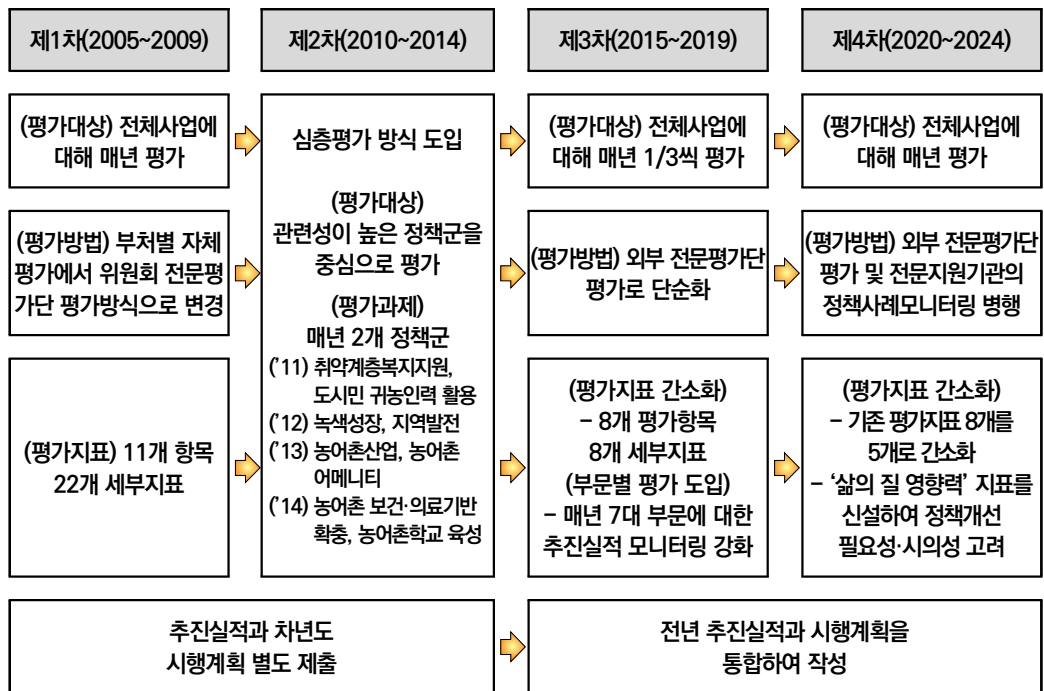 제1차(2005~2009)
제2차(2010~2014)
제3차(2015~2019)
제4차(2020~2024)
(평가대상) 전체사업에
대해 매년 평가
(평가방법) 부처별 자체
평가에서 위원회 전문평
가단 평가방식으로 변경
(평가지표) 11개 항목
22개 세부지표
심층평가 방식 도입
(평가대상)
관련성이 높은 정책군을
중심으로 평가
(평가과제)
매년 2개 정책군
('11) 취약계층복지지원,
도시민 귀농인력 활용
('12) 녹색성장, 지역발전
('13) 농어촌산업, 농어촌
어메니티
('14) 농어촌 보건·의료기반
확충, 농어촌학교 육성
(평가대상) 전체사업에
대해 매년 1/3씩 평가
(평가방법) 외부 전문평가단
평가로 단순화
(평가지표 간소화)
- 8개 평가항목
8개 세부지표
(부문별 평가 도입)
- 매년 7대 부문에 대한
추진실적 모니터링 강화
(평가대상) 전체사업에
대해 매년 평가
(평가방법) 외부 전문평가단
평가 및 전문지원기관의
정책사례모니터링 병행
(평가지표 간소화)
- 기존 평가지표 8개를
5개로 간소화
- '삶의 질 영향력' 지표를
신설하여 정책개선
필요성·시의성 고려
추진실적과 차년도
시행계획 별도 제출
전년 추진실적과 시행계획을
통합하여 작성